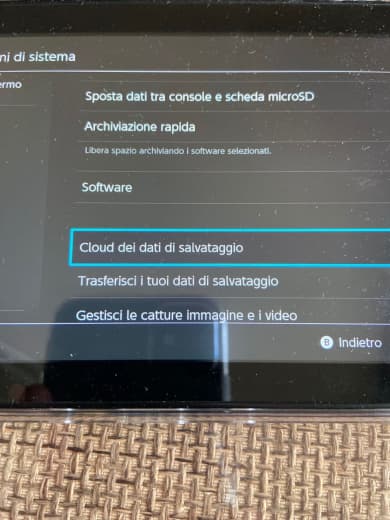 ni di sistema
ermo
Sposta dati tra console e scheda microSD
Archiviazione rapida
Libera spazio archiviando i software selezionati.
Software
Cloud dei dati di salvataggio
Trasferisci i tuoi dati di salvataggio
Gestisci le catture immagine e i video
B Indietro